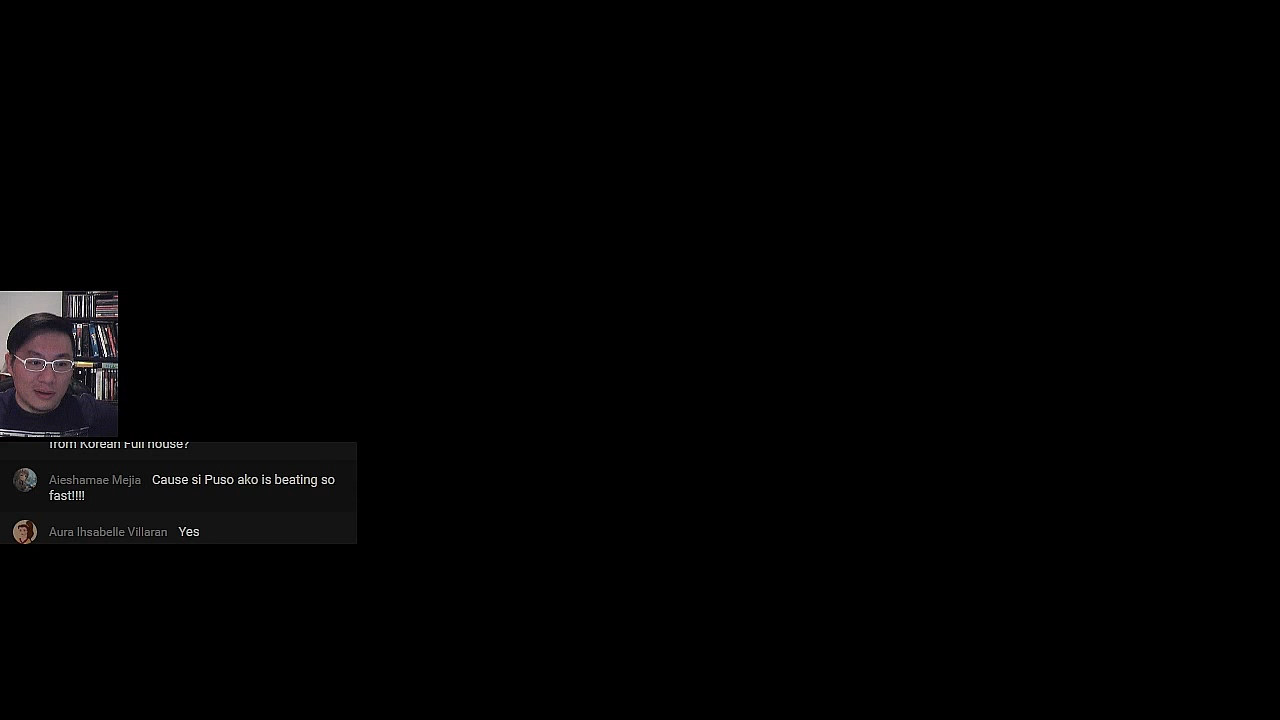 from Korean Full house?
Aieshamae Mejia Cause si Puso ako is beating so
fast!!!!
Aura Ihsabelle Villaran Yes